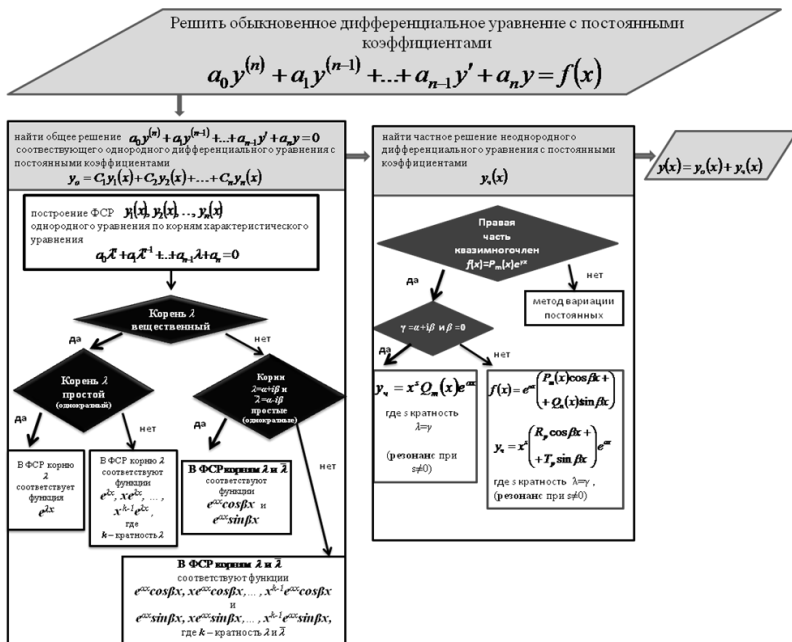 Решить обыкновенное дифференциальное уравнение с постоянными
коэффициентами
a₀y⁽ⁿ⁾ + a₁y⁽ⁿ⁻¹⁾ +...+ aₙ₋₁y′ + aₙy = f(x)
найти общее решение a₀y⁽ⁿ⁾ + a₁y⁽ⁿ⁻¹⁾ +...+ aₙ₋₁y′ + aₙy = 0
соотвествующего однородного дифференциального уравнения с
постоянными коэффициентами
yₒ = C₁y₁(x) + C₂y₂(x) + ... + Cₙyₙ(x)
построение ФСР y₁(x), y₂(x), .., yₙ(x)
однородного уравнения по корням характеристического
уравнения
a₀λⁿ + a₁λⁿ⁻¹ +...+ aₙ₋₁λ + aₙ = 0
Корень λ
вещественный
да
нет
Корень λ
простой
(однократный)
Корни
λ=α+iβ и
λ̄=α-iβ
простые
(однократные)
да
нет
да
нет
В ФСР корню
λ
соответствует
функция
e^{λx}
В ФСР корню λ
соответствуют
функции
e^{λx}, xe^{λx}, ... ,
x^{k-1}e^{λx},
где
k – кратность λ
В ФСР корням λ и λ̄
соответствуют
функции
e^{αx}cosβx и
e^{αx}sinβx
В ФСР корням λ и λ̄
соответствуют функции
e^{αx}cosβx, xe^{αx}cosβx, ... , x^{k-1}e^{αx}cosβx
и
e^{αx}sinβx, xe^{αx}sinβx, ... , x^{k-1}e^{αx}sinβx,
где k – кратность λ и λ̄
найти частное решение неоднородного
дифференциального уравнения с постоянными
коэффициентами
y_ч(x)
Правая
часть
квазимногочлен
f(x)=Pₘ(x)e^{γx}
да
нет
метод вариации
постоянных
γ =α+iβ и β =0
да
нет
y_ч = x^s Qₘ(x)e^{αx}
где s кратность
λ=γ
(резонанс при
s≠0)
f(x) = e^{αx}(Pₘ(x)cosβx +
+ Qₙ(x)sinβx)
y_ч = x^s(Rₚ cosβx +
+ Tₚ sinβx)e^{αx}
где s кратность λ=γ ,
(резонанс при s≠0)
y(x) = yₒ(x) + y_ч(x)